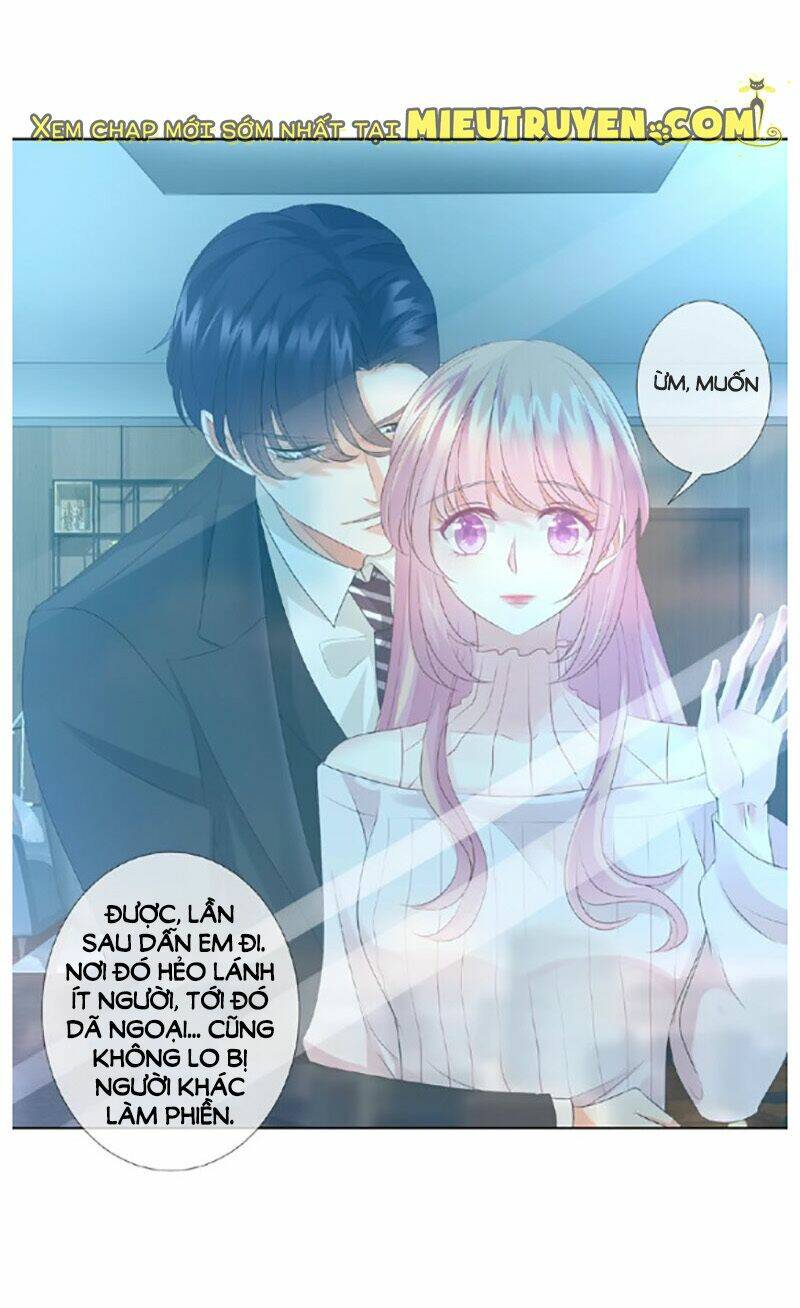 XEM CHAP MỚI SỚM NHẤT TẠI MIEUTRUYEN.COM
ỪM, MUỐN
ĐƯỢC, LẦN
SAU DẪN EM ĐI.
NƠI ĐÓ HẺO LÁNH
ÍT NGƯỜI, TỚI ĐÓ
DÃ NGOẠI... CŨNG
KHÔNG LO BỊ
NGƯỜI KHÁC
LÀM PHIỀN.